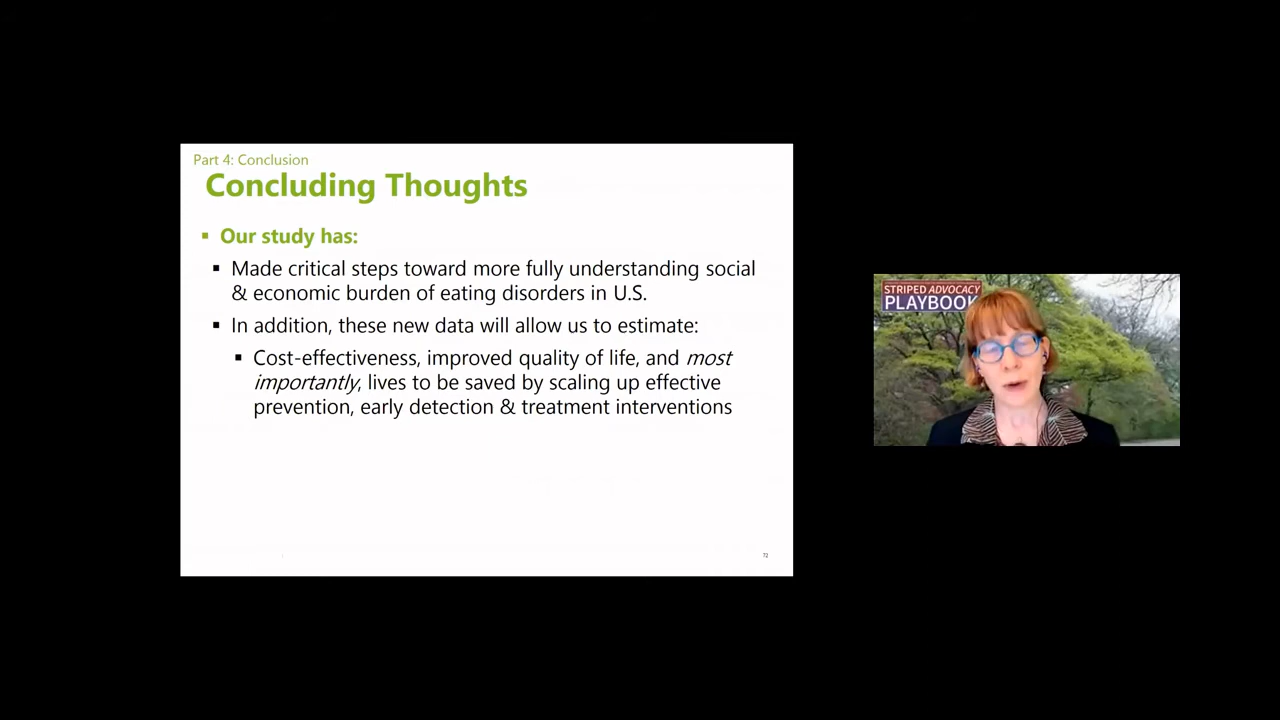 Part 4: Conclusion
Concluding Thoughts
▪ Our study has:
▪ Made critical steps toward more fully understanding social
& economic burden of eating disorders in U.S.
▪ In addition, these new data will allow us to estimate:
▪ Cost-effectiveness, improved quality of life, and most
importantly, lives to be saved by scaling up effective
prevention, early detection & treatment interventions
72
STRIPED ADVOCACY
PLAYBOOK